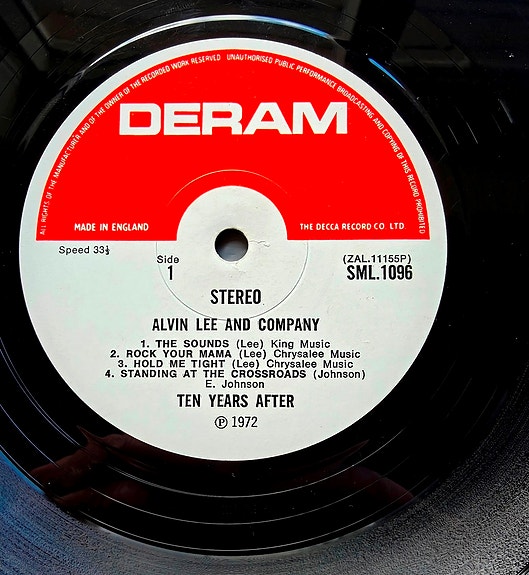 ALL RIGHTS OF THE MANUFACTURER AND OF THE OWNER OF THE RECORDED WORK RESERVED UNAUTHORISED PUBLIC PERFORMANCE BROADCASTING AND COPYING OF THIS RECORD PROHIBITED
DERAM
MADE IN ENGLAND THE DECCA RECORD CO LTD.
Speed 33⅓
Side (ZAL.11155P)
1 SML.1096
STEREO
ALVIN LEE AND COMPANY
1. THE SOUNDS (Lee) King Music
2. ROCK YOUR MAMA (Lee) Chrysalee Music
3. HOLD ME TIGHT (Lee) Chrysalee Music
4. STANDING AT THE CROSSROADS (Johnson)
E. Johnson
TEN YEARS AFTER
Ⓟ 1972